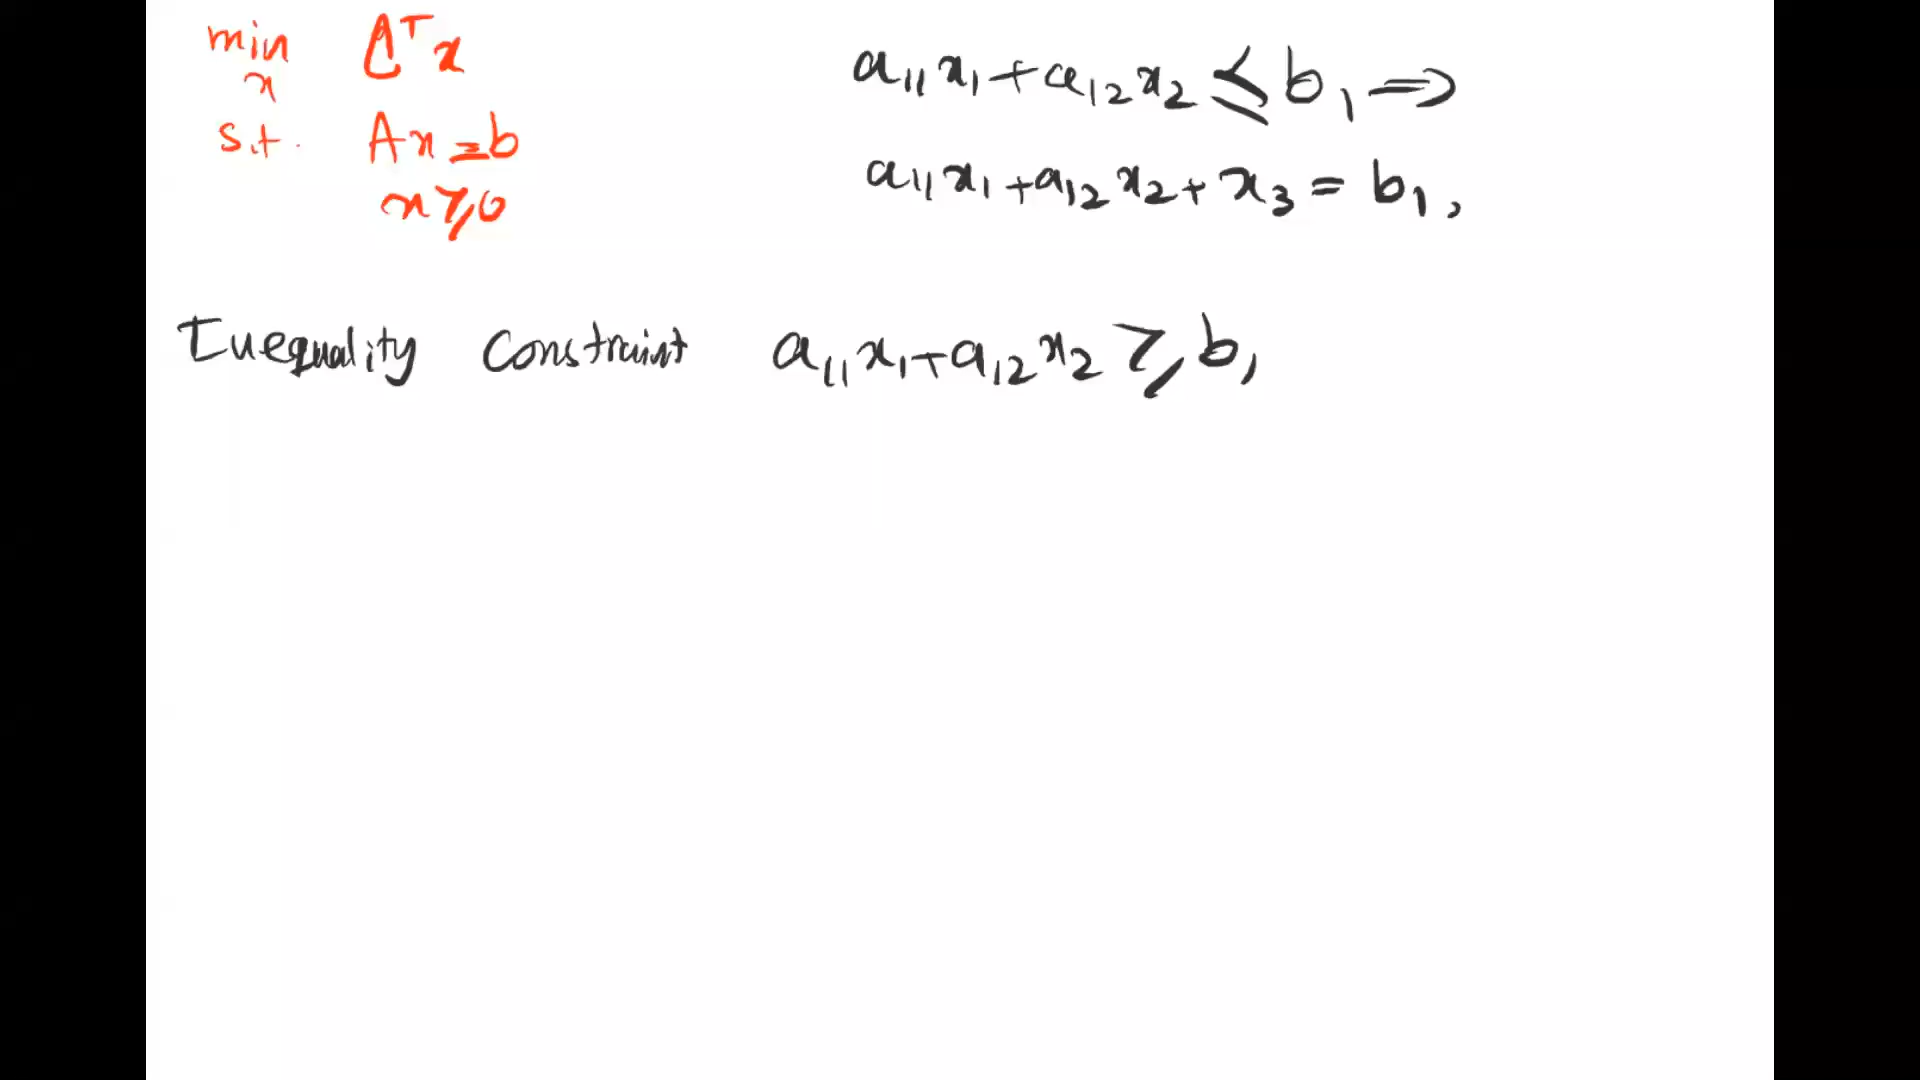 min C^T x
x
s.t. Ax = b
x ≥ 0
a₁₁x₁ + a₁₂x₂ ≤ b₁ ⇒
a₁₁x₁ + a₁₂x₂ + x₃ = b₁,
Inequality Constraint a₁₁x₁ + a₁₂x₂ ≥ b₁